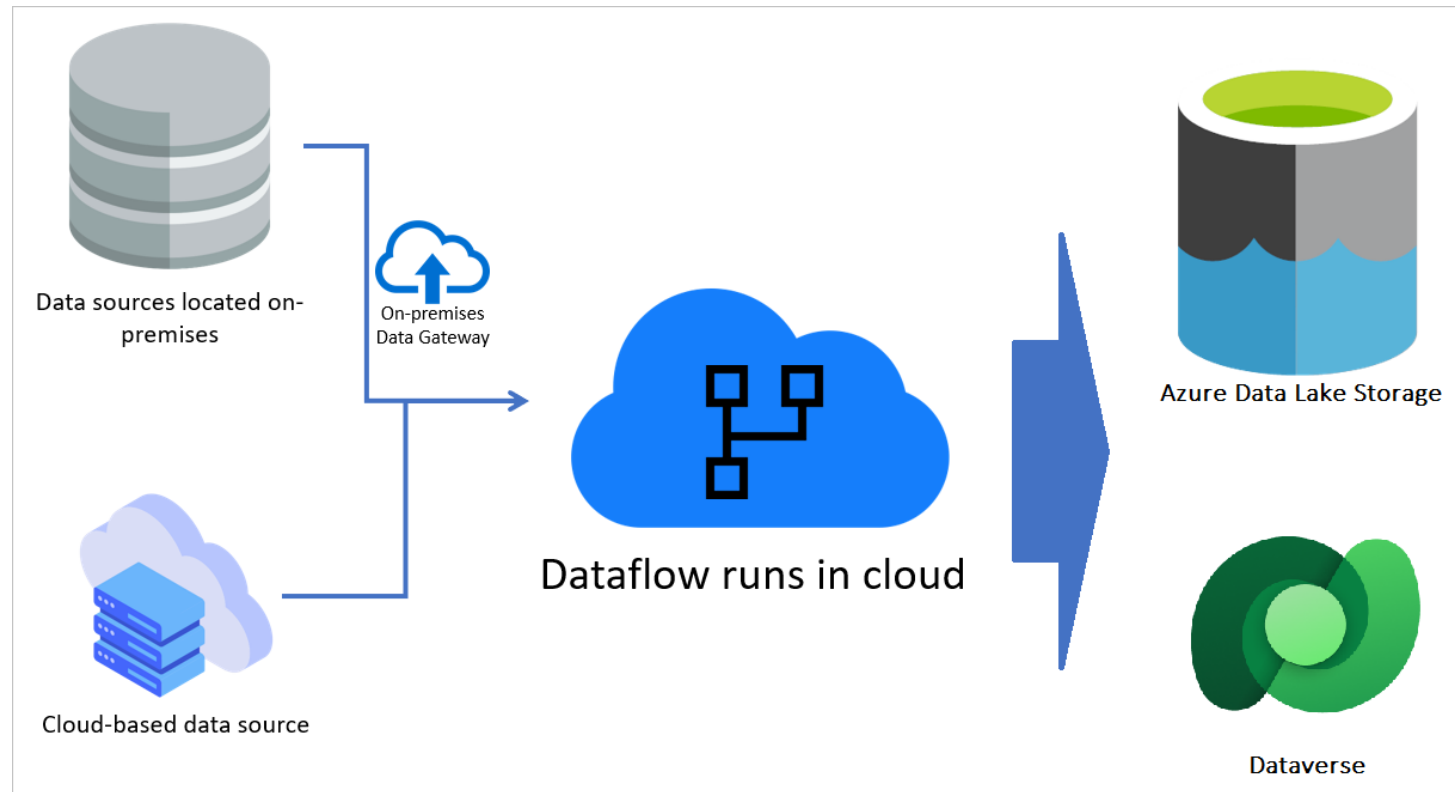 Data sources located on-
premises
On-premises
Data Gateway
Cloud-based data source
Dataflow runs in cloud
Azure Data Lake Storage
Dataverse